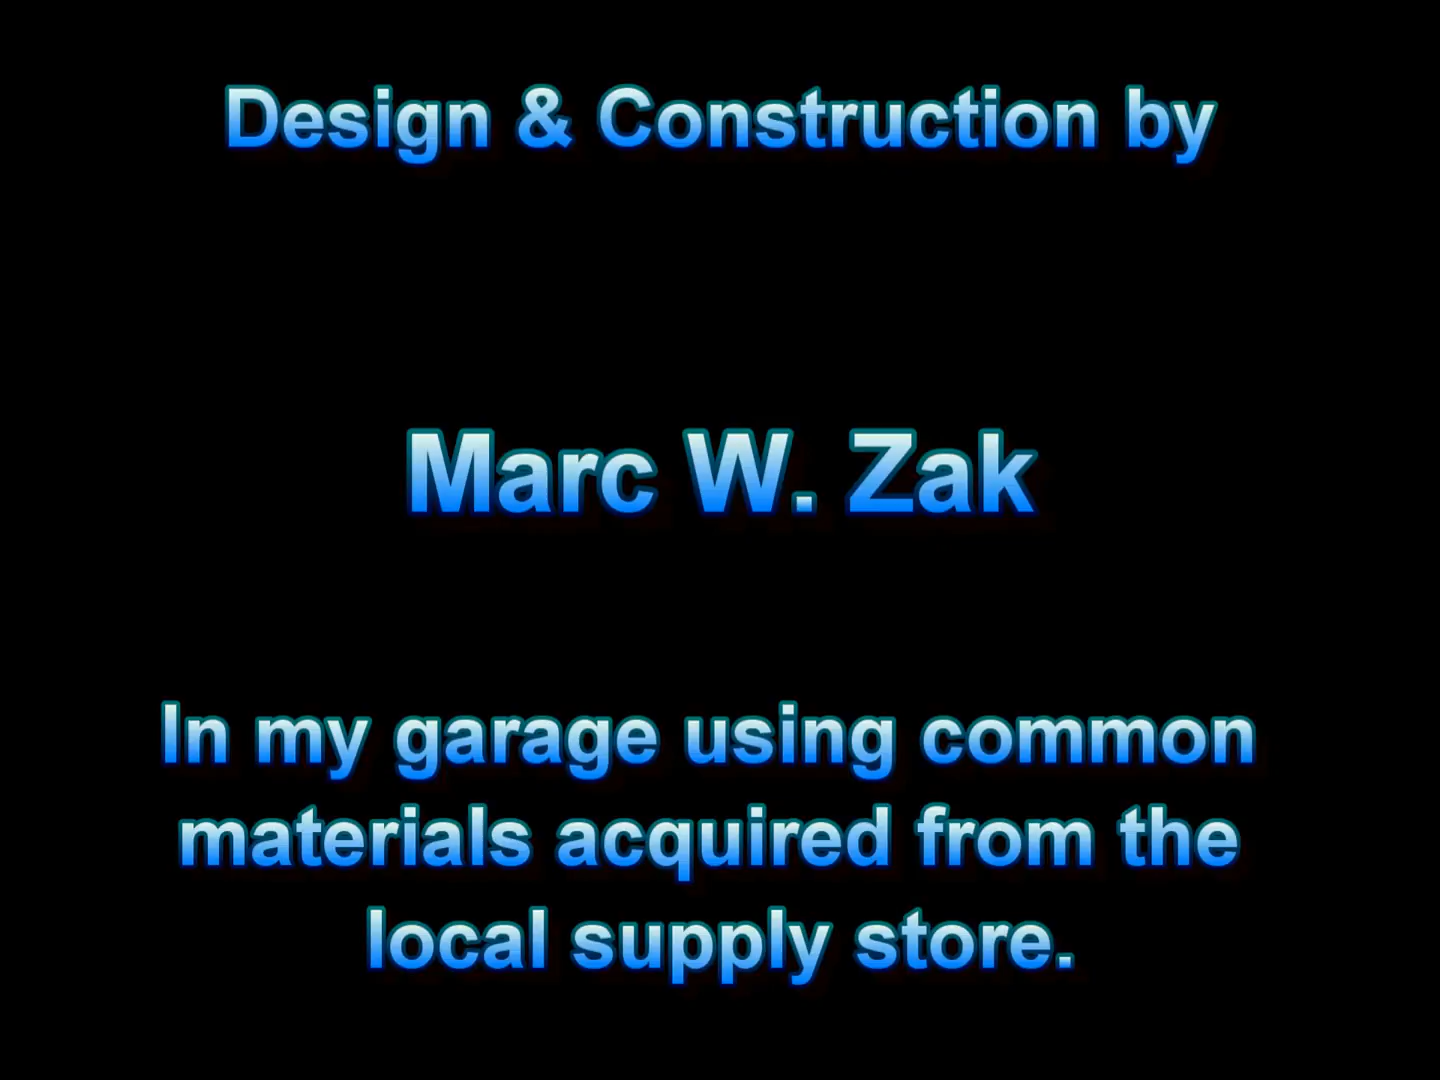 Design & Construction by
Marc W. Zak
In my garage using common
materials acquired from the
local supply store.